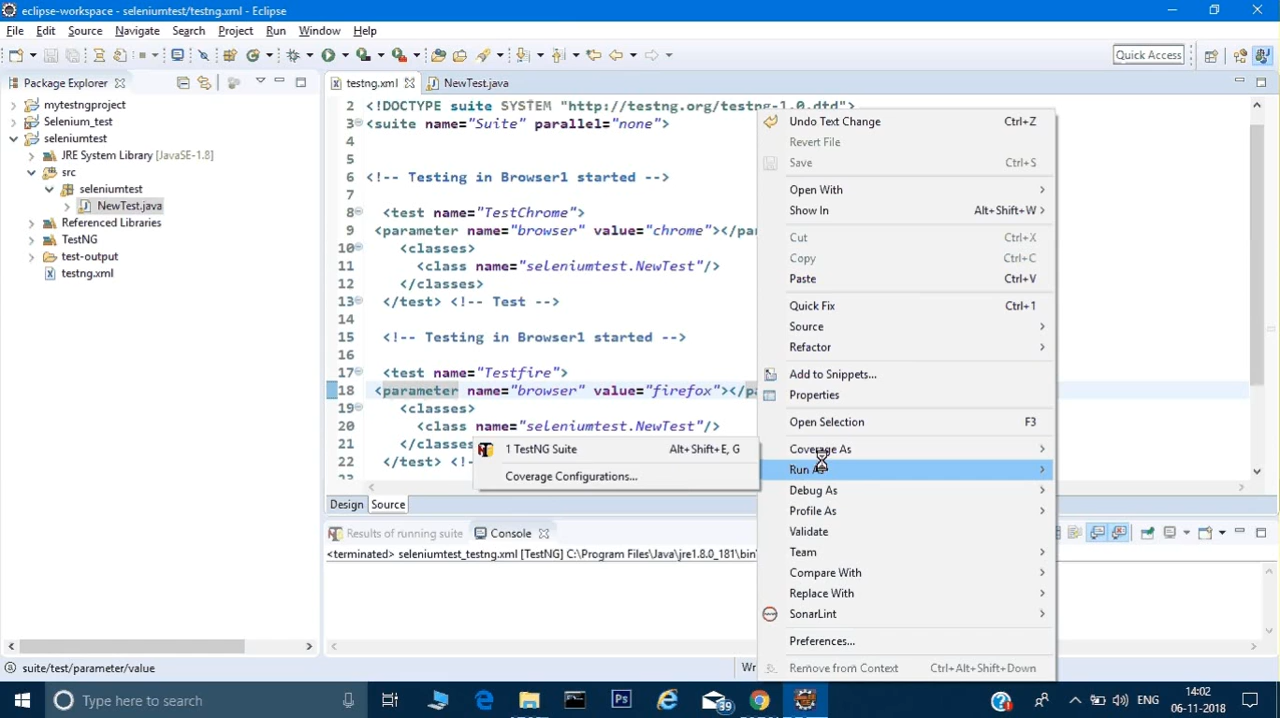 eclipse-workspace - seleniumtest/testng.xml - Eclipse
File Edit Source Navigate Search Project Run Window Help
Quick Access
Package Explorer
mytestngproject
Selenium_test
seleniumtest
JRE System Library [JavaSE-1.8]
src
seleniumtest
NewTest.java
Referenced Libraries
TestNG
test-output
testng.xml
testng.xml NewTest.java
2 <!DOCTYPE suite SYSTEM "http://testng.org/testng-1.0.dtd">
3 <suite name="Suite" parallel="none">
4
5
6 <!-- Testing in Browser1 started -->
7
8 <test name="TestChrome">
9 <parameter name="browser" value="chrome"></pa
10 <classes>
11 <class name="seleniumtest.NewTest"/>
12 </classes>
13 </test> <!-- Test -->
14
15 <!-- Testing in Browser1 started -->
16
17 <test name="Testfire">
18 <parameter name="browser" value="firefox"></pa
19 <classes>
20 <class name="seleniumtest.NewTest"/>
21 </classes
22 </test> <!-
23
Design Source
Results of running suite Console
<terminated> seleniumtest_testng.xml [TestNG] C:\Program Files\Java\jre1.8.0_181\bin\
Undo Text Change Ctrl+Z
Revert File
Save Ctrl+S
Open With
Show In Alt+Shift+W
Cut Ctrl+X
Copy Ctrl+C
Paste Ctrl+V
Quick Fix Ctrl+1
Source
Refactor
Add to Snippets...
Properties
Open Selection F3
Coverage As
Run As
Debug As
Profile As
Validate
Team
Compare With
Replace With
SonarLint
Preferences...
Remove from Context Ctrl+Alt+Shift+Down
1 TestNG Suite Alt+Shift+E, G
Coverage Configurations...
suite/test/parameter/value
Wr
Type here to search
39
ENG
14:02
06-11-2018